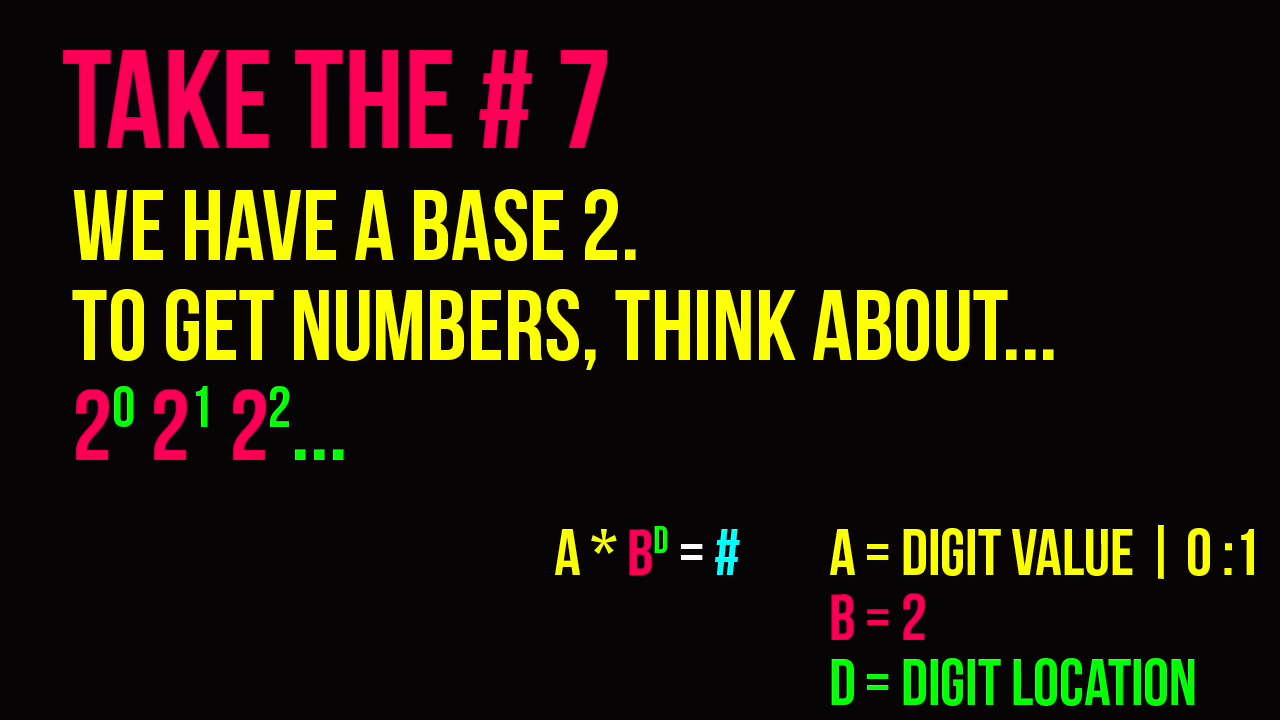 TAKE THE # 7
WE HAVE A BASE 2.
TO GET NUMBERS, THINK ABOUT...
2⁰ 2¹ 2²...
A * Bᴰ = #
A = DIGIT VALUE | 0 :1
B = 2
D = DIGIT LOCATION